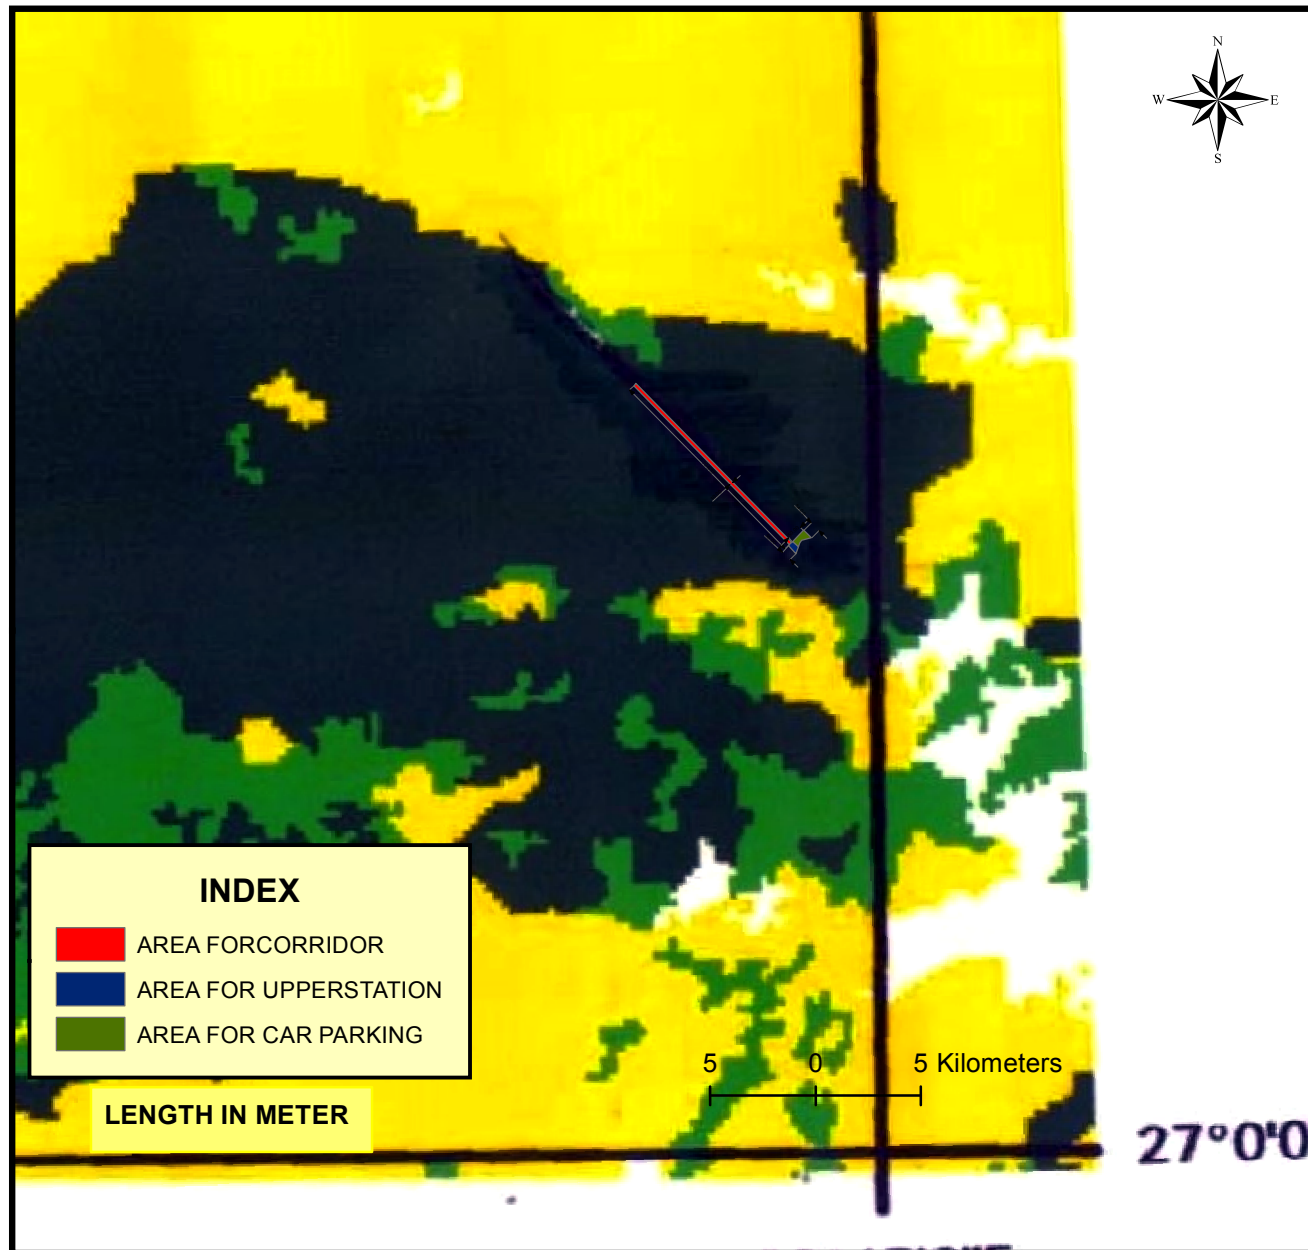 N
W E
S
INDEX
AREA FORCORRIDOR
AREA FOR UPPERSTATION
AREA FOR CAR PARKING
5 0 5 Kilometers
LENGTH IN METER
27°0'0